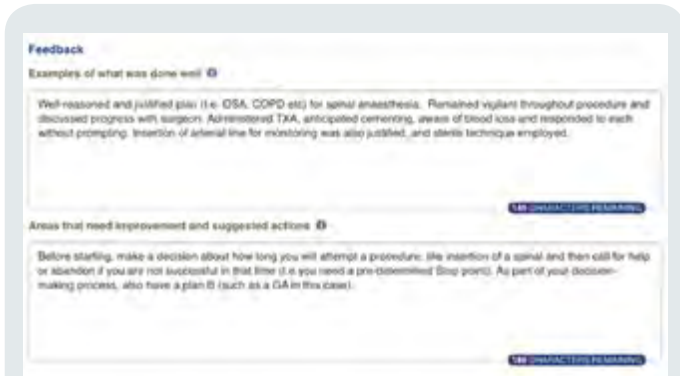 Feedback
Examples of what was done well
Well-reasoned and justified plan (i.e. OSA, COPD etc) for spinal anaesthesia. Remained vigilant throughout procedure and
discussed progress with surgeon. Administered TXA, anticipated cementing, aware of blood loss and responded to each
without prompting. Insertion of arterial line for monitoring was also justified, and sterile technique employed.
CHARACTERS REMAINING
Areas that need improvement and suggested actions
Before starting, make a decision about how long you will attempt a procedure, like insertion of a spinal and then call for help
or abandon if you are not successful in that time (i.e. you need a pre-determined Stop point). As part of your decision-
making process, also have a plan B (such as a GA in this case).
CHARACTERS REMAINING